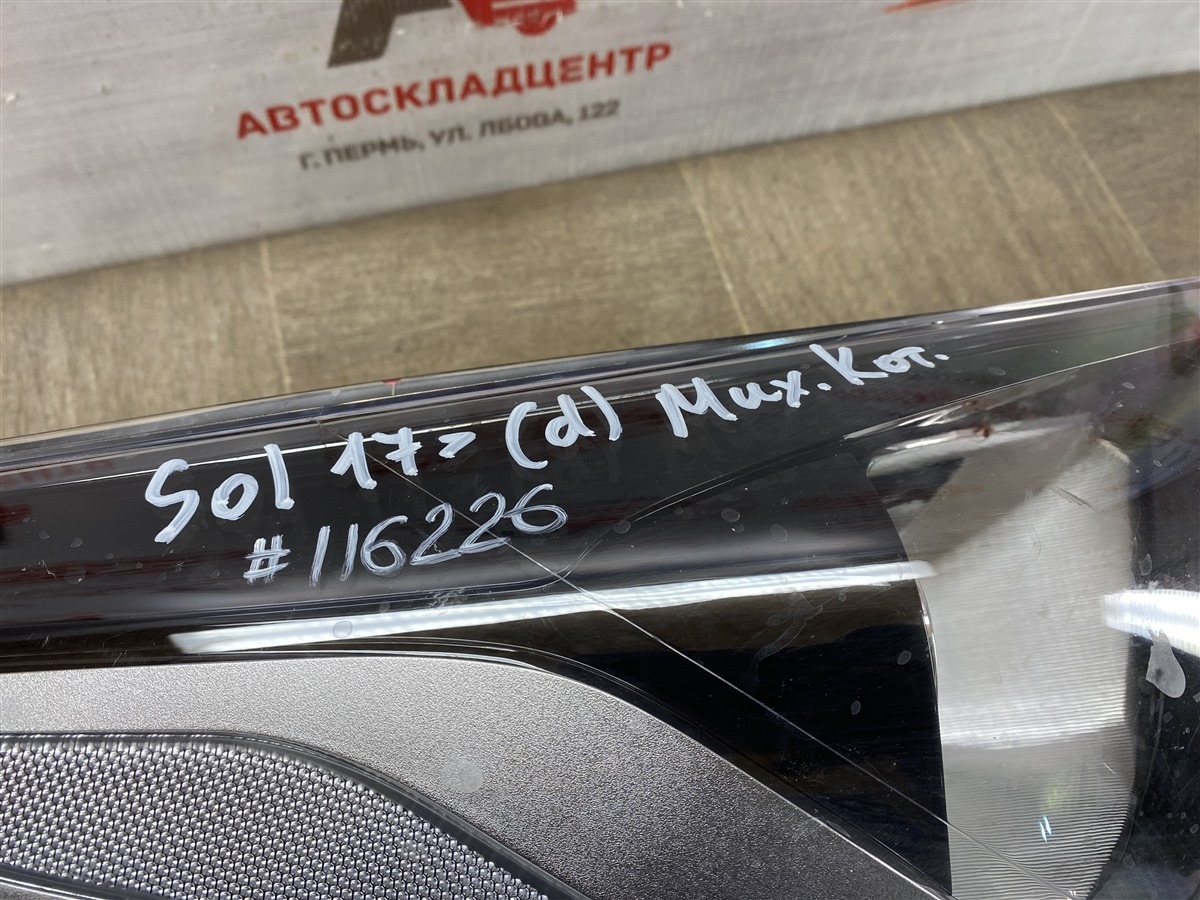 АВТОСКЛАДЦЕНТР
Г. ПЕРМЬ, УЛ. ЛБОВА, 122
Sol 17> (d) Мих. Кот.
#116226